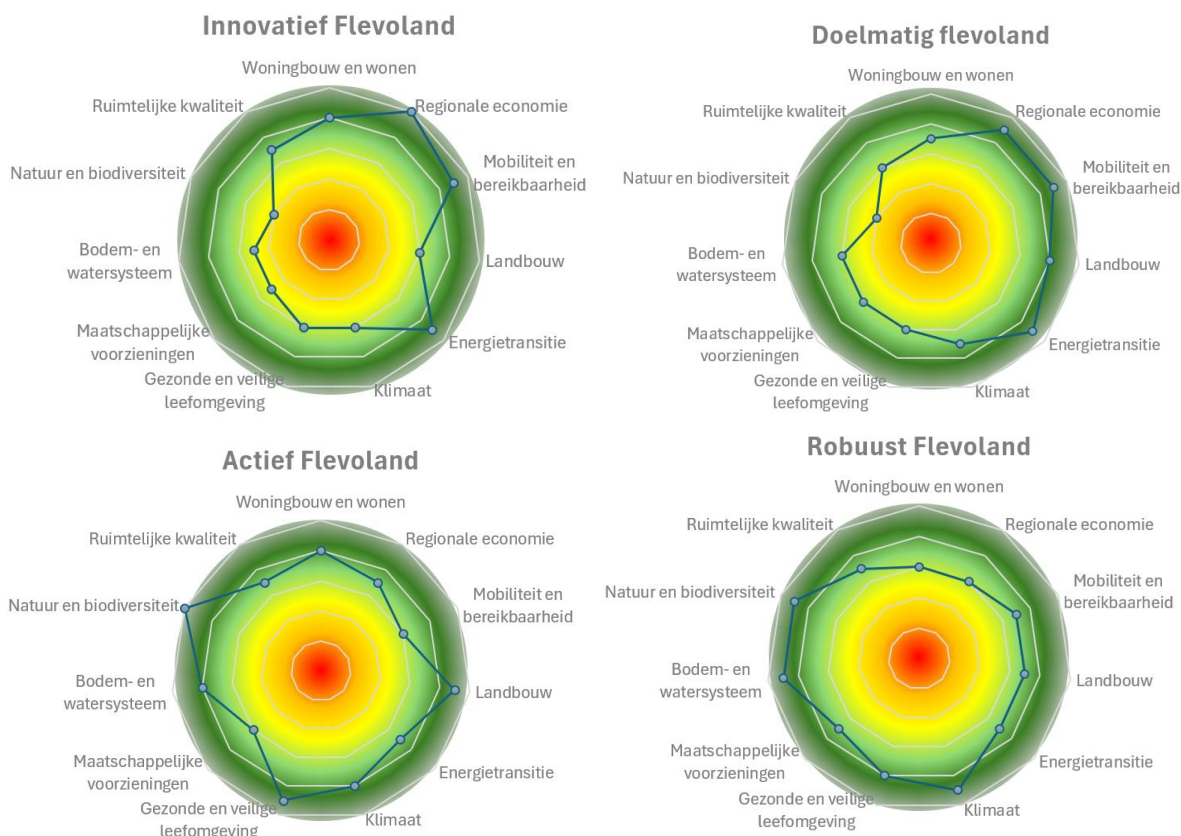 Innovatief Flevoland
Woningbouw en wonen
Ruimtelijke kwaliteit
Regionale economie
Natuur en biodiversiteit
Mobiliteit en
bereikbaarheid
Bodem- en
watersysteem
Landbouw
Maatschappelijke
voorzieningen
Energietransitie
Gezonde en veilige
leefomgeving
Klimaat
Doelmatig flevoland
Woningbouw en wonen
Ruimtelijke kwaliteit
Regionale economie
Natuur en biodiversiteit
Mobiliteit en
bereikbaarheid
Bodem- en
watersysteem
Landbouw
Maatschappelijke
voorzieningen
Energietransitie
Gezonde en veilige
leefomgeving
Klimaat
Actief Flevoland
Woningbouw en wonen
Ruimtelijke kwaliteit
Regionale economie
Natuur en biodiversiteit
Mobiliteit en
bereikbaarheid
Bodem- en
watersysteem
Landbouw
Maatschappelijke
voorzieningen
Energietransitie
Gezonde en veilige
leefomgeving
Klimaat
Robuust Flevoland
Woningbouw en wonen
Ruimtelijke kwaliteit
Regionale economie
Natuur en biodiversiteit
Mobiliteit en
bereikbaarheid
Bodem- en
watersysteem
Landbouw
Maatschappelijke
voorzieningen
Energietransitie
Gezonde en veilige
leefomgeving
Klimaat